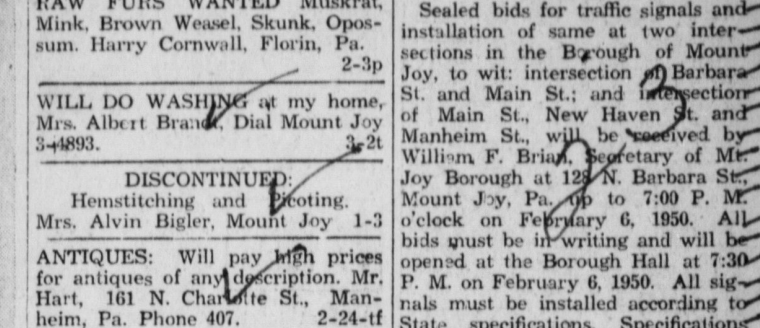 RAW FURS WANTED Muskrat,
Mink, Brown Weasel, Skunk, Opos-
sum. Harry Cornwall, Florin, Pa.
2-3p
WILL DO WASHING at my home,
Mrs. Albert Brandt, Dial Mount Joy
3-4893. 3-2t
DISCONTINUED:
Hemstitching and Picoting.
Mrs. Alvin Bigler, Mount Joy 1-3
ANTIQUES: Will pay high prices
for antiques of any description. Mr.
Hart, 161 N. Charlotte St., Man-
heim, Pa. Phone 407. 2-24-tf
Sealed bids for traffic signals and
installation of same at two inter-
sections in the Borough of Mount
Joy, to wit: intersection of Barbara
St. and Main St.; and intersection
of Main St., New Haven St. and
Manheim St., will be received by
William F. Brian, Secretary of Mt.
Joy Borough at 128 N. Barbara St.,
Mount Joy, Pa. up to 7:00 P. M.
o'clock on February 6, 1950. All
bids must be in writing and will be
opened at the Borough Hall at 7:30
P. M. on February 6, 1950. All sig-
nals must be installed according to
State specifications. Specifications